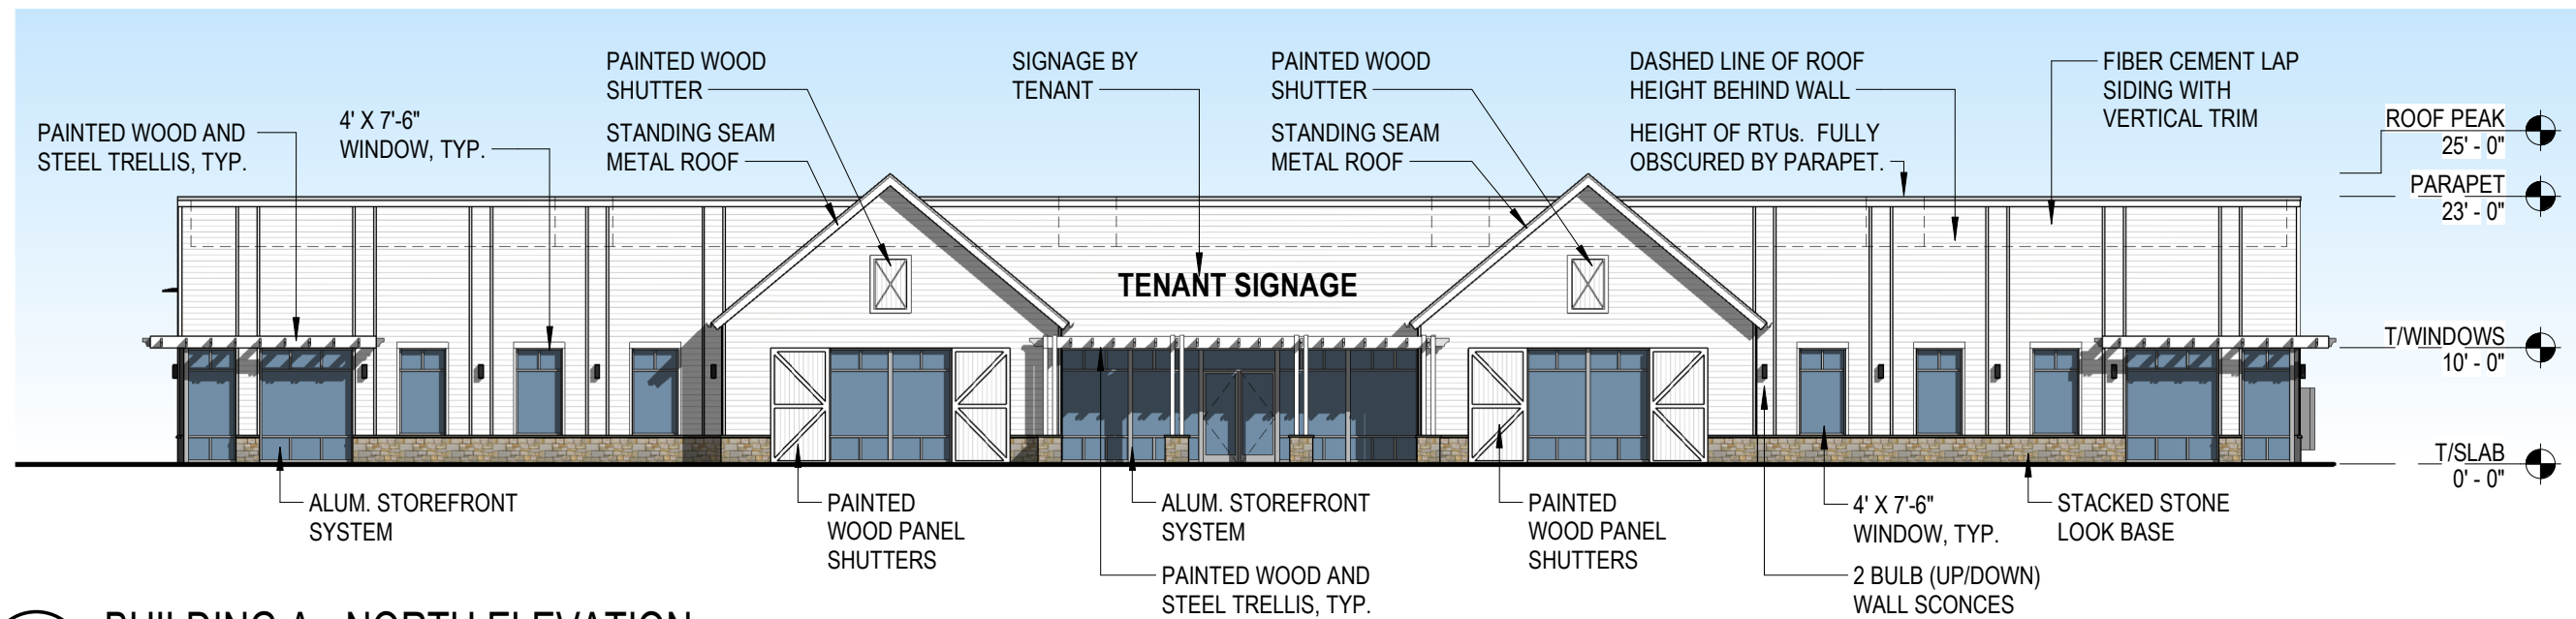 PAINTED WOOD AND
STEEL TRELLIS, TYP.
4' X 7'-6"
WINDOW, TYP.
PAINTED WOOD
SHUTTER
STANDING SEAM
METAL ROOF
SIGNAGE BY
TENANT
PAINTED WOOD
SHUTTER
STANDING SEAM
METAL ROOF
DASHED LINE OF ROOF
HEIGHT BEHIND WALL
HEIGHT OF RTUs. FULLY
OBSCURED BY PARAPET.
FIBER CEMENT LAP
SIDING WITH
VERTICAL TRIM
ROOF PEAK
25' - 0"
PARAPET
23' - 0"
TENANT SIGNAGE
T/WINDOWS
10' - 0"
T/SLAB
0' - 0"
ALUM. STOREFRONT
SYSTEM
PAINTED
WOOD PANEL
SHUTTERS
ALUM. STOREFRONT
SYSTEM
PAINTED WOOD AND
STEEL TRELLIS, TYP.
PAINTED
WOOD PANEL
SHUTTERS
4' X 7'-6"
WINDOW, TYP.
2 BULB (UP/DOWN)
WALL SCONCES
STACKED STONE
LOOK BASE
BUILDING A - NORTH ELEVATION